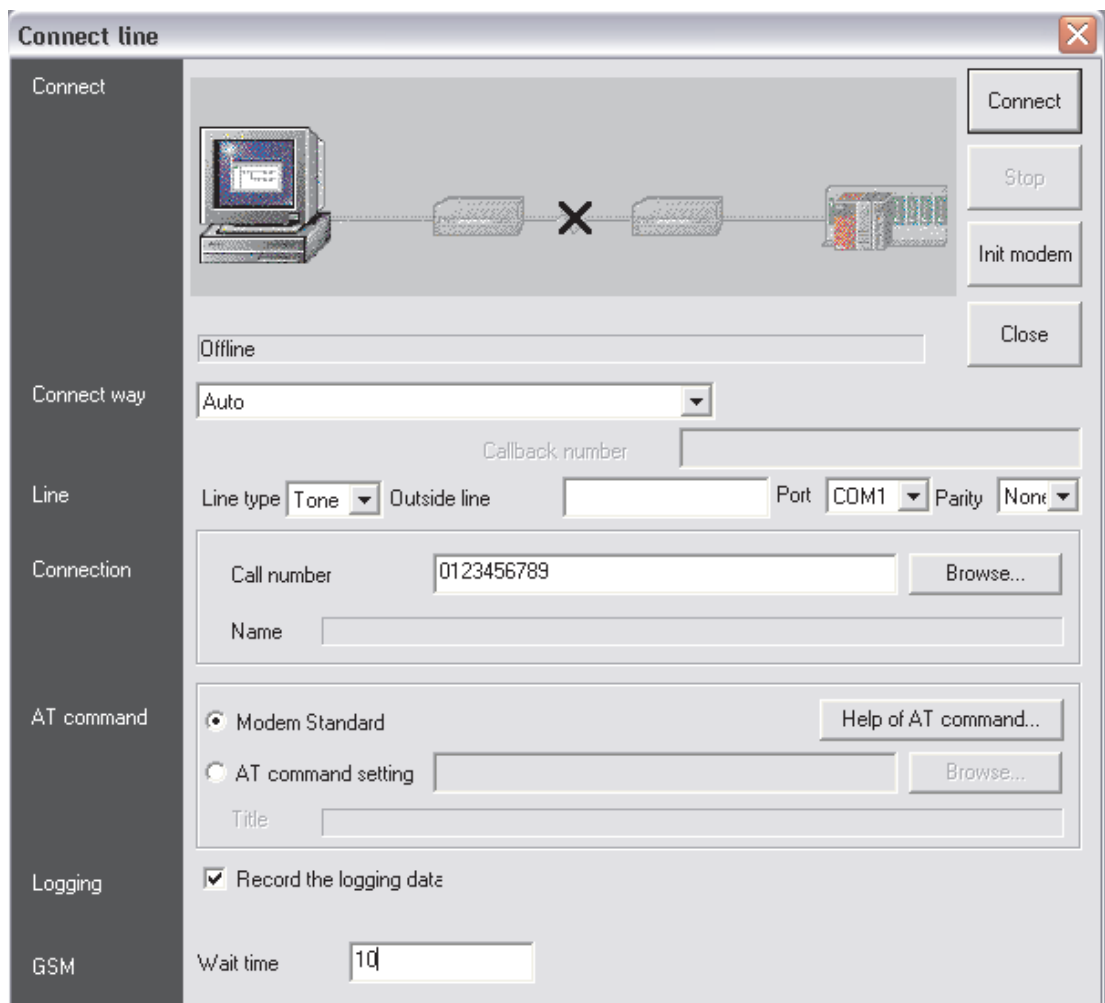 Connect line
Connect
Connect
Stop
Init modem
Close
Offline
Connect way
Auto
Callback number
Line
Line type Tone Outside line Port COM1 Parity None
Connection
Call number 0123456789 Browse...
Name
AT command
Modem Standard Help of AT command...
AT command setting Browse...
Title
Logging
Record the logging data
GSM
Wait time 10